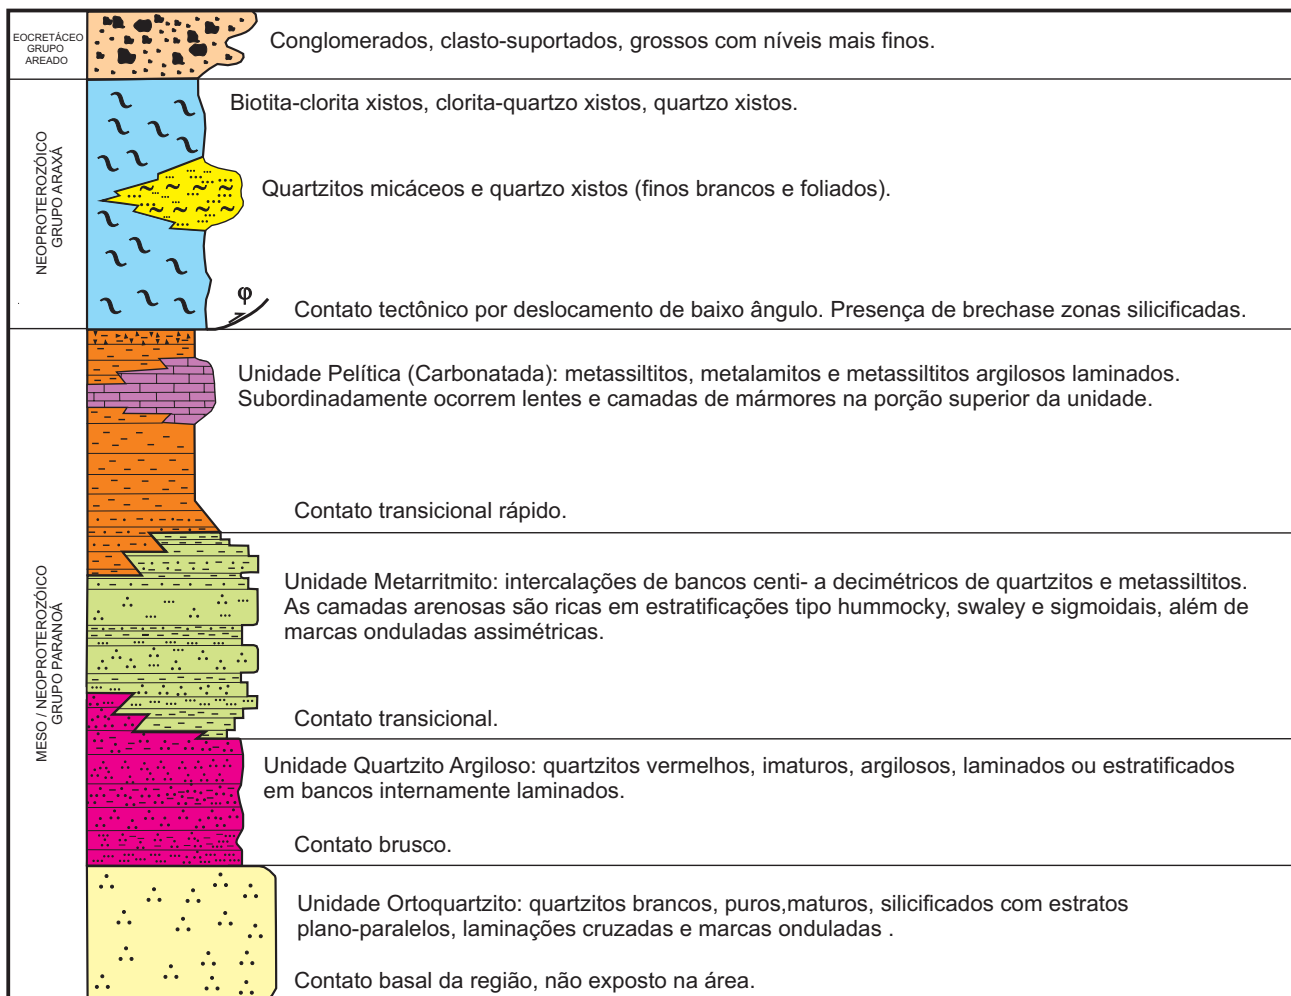 EOCRETÁCEO
GRUPO
AREADO
Conglomerados, clasto-suportados, grossos com níveis mais finos.
NEOPROTEROZÓICO
GRUPO ARAXÁ
Biotita-clorita xistos, clorita-quartzo xistos, quartzo xistos.
Quartzitos micáceos e quartzo xistos (finos brancos e foliados).
φ
Contato tectônico por deslocamento de baixo ângulo. Presença de brechase zonas silicificadas.
MESO / NEOPROTEROZÓICO
GRUPO PARANOÁ
Unidade Pelítica (Carbonatada): metassiltitos, metalamitos e metassiltitos argilosos laminados.
Subordinadamente ocorrem lentes e camadas de mármores na porção superior da unidade.
Contato transicional rápido.
Unidade Metarritmito: intercalações de bancos centi- a decimétricos de quartzitos e metassiltitos.
As camadas arenosas são ricas em estratificações tipo hummocky, swaley e sigmoidais, além de
marcas onduladas assimétricas.
Contato transicional.
Unidade Quartzito Argiloso: quartzitos vermelhos, imaturos, argilosos, laminados ou estratificados
em bancos internamente laminados.
Contato brusco.
Unidade Ortoquartzito: quartzitos brancos, puros,maturos, silicificados com estratos
plano-paralelos, laminações cruzadas e marcas onduladas .
Contato basal da região, não exposto na área.